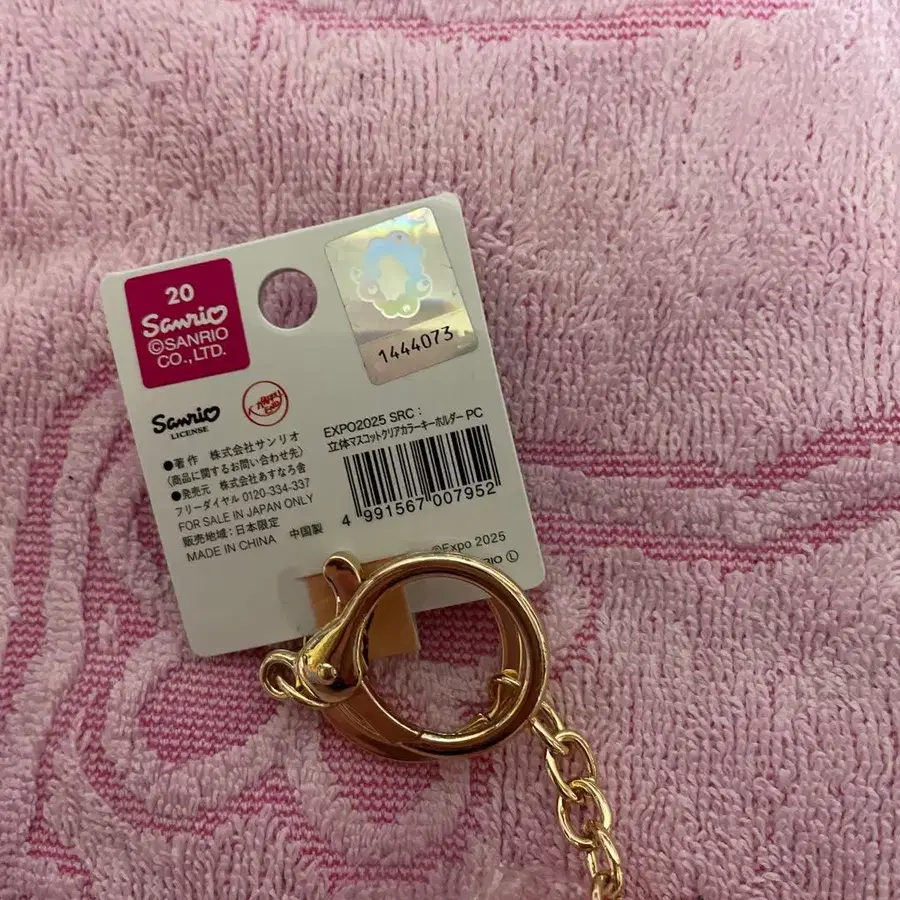 20
Sanrio
©SANRIO
CO.,LTD.
1444073
Sanrio
LICENSE
EXPO2025 SRC:
立体マスコットクリアカラーキーホルダー PC
●著作 株式会社サンリオ
(商品に関するお問い合わせ先)
●発売元 株式会社あすなろ舎
フリーダイヤル 0120-334-337
FOR SALE IN JAPAN ONLY
販売地域:日本限定
MADE IN CHINA 中国製
4 991567 007952
©Expo 2025
RIO Ⓛ